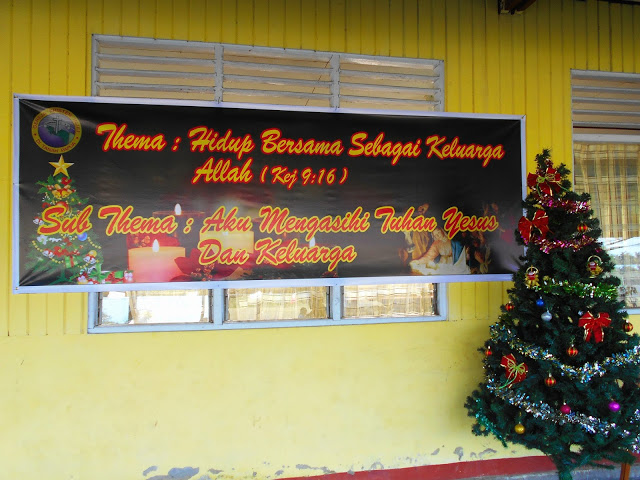 Thema : Hidup Bersama Sebagai Keluarga
Allah ( Kej 9:16 )
Sub Thema : Aku Mengasihi Tuhan Yesus
Dan Keluarga